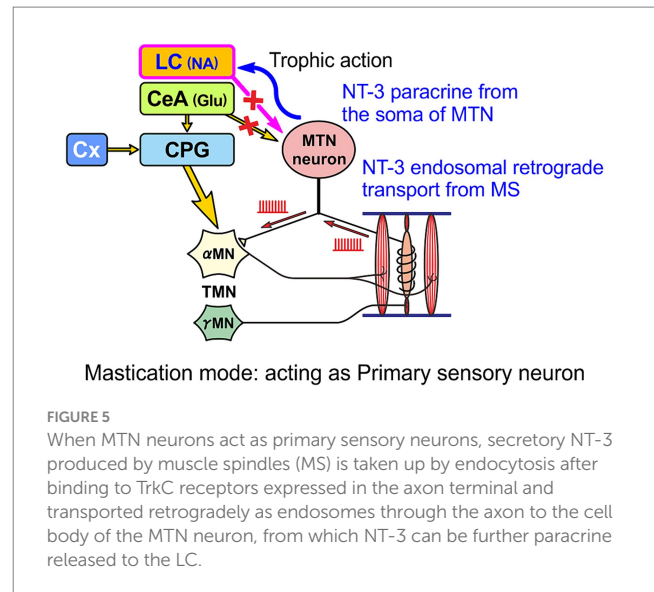 LC (NA)
Trophic action
CeA (Glu)
NT-3 paracrine from
the soma of MTN
Cx
CPG
MTN
neuron
NT-3 endosomal retrograde
transport from MS
αMN
TMN
γMN
Mastication mode: acting as Primary sensory neuron
FIGURE 5
When MTN neurons act as primary sensory neurons, secretory NT-3
produced by muscle spindles (MS) is taken up by endocytosis after
binding to TrkC receptors expressed in the axon terminal and
transported retrogradely as endosomes through the axon to the cell
body of the MTN neuron, from which NT-3 can be further paracrine
released to the LC.